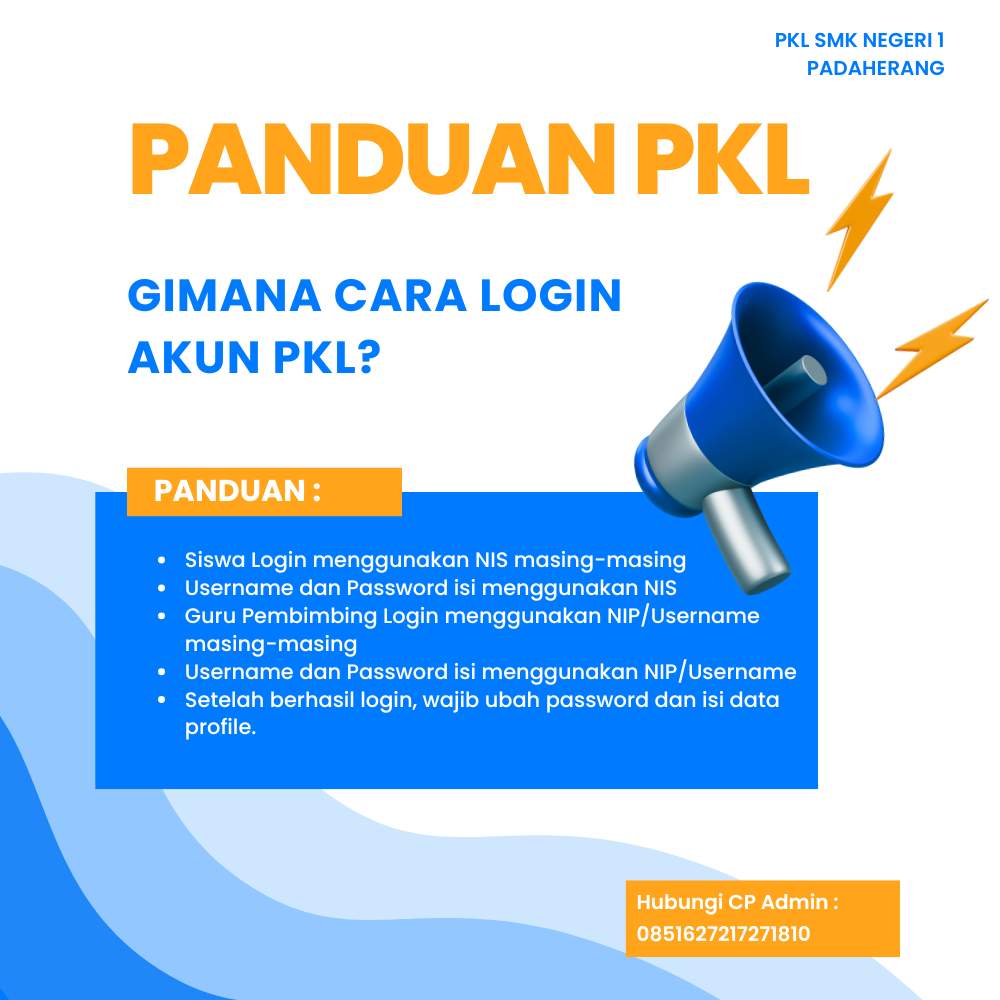 PKL SMK NEGERI 1
PADAHERANG
PANDUAN PKL
GIMANA CARA LOGIN
AKUN PKL?
PANDUAN :
• Siswa Login menggunakan NIS masing-masing
• Username dan Password isi menggunakan NIS
• Guru Pembimbing Login menggunakan NIP/Username
masing-masing
• Username dan Password isi menggunakan NIP/Username
• Setelah berhasil login, wajib ubah password dan isi data
profile.
Hubungi CP Admin :
0851627217271810